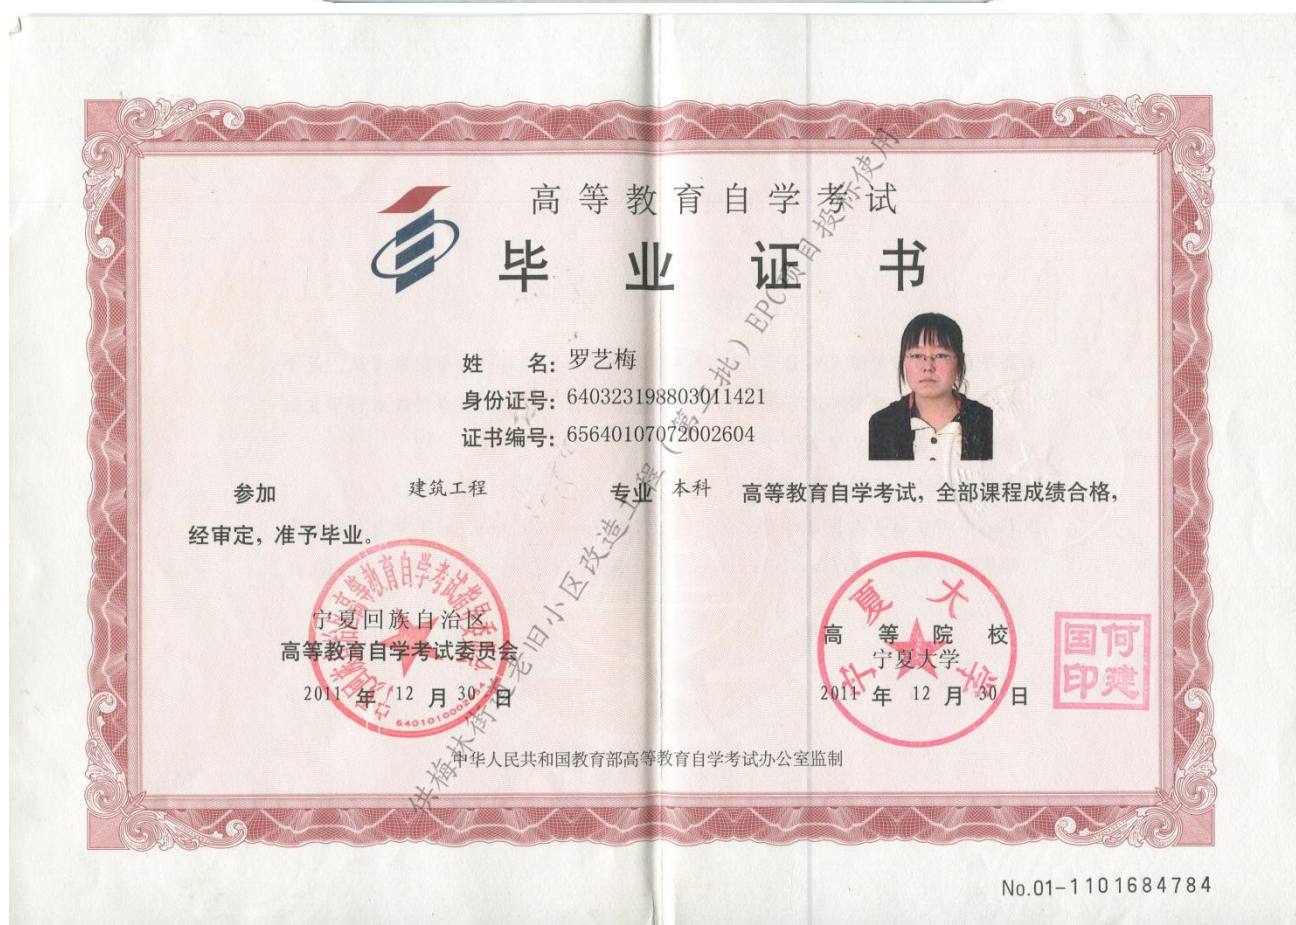 高等教育自学考试
毕业证书
姓 名：罗艺梅
身份证号：640323198803011421
证书编号：65640107072002604
参加 建筑工程 专业 本科 高等教育自学考试，全部课程成绩合格，
经审定，准予毕业。
宁夏回族自治区
高等教育自学考试委员会
2011 年 12 月 30 日
高等院校
宁夏大学
2011 年 12 月 30 日
宁夏大学
何建国印
中华人民共和国教育部高等教育自学考试办公室监制
供梅林街道老旧小区改造工程（第二批）EPC项目投标使用
No.01-1101684784